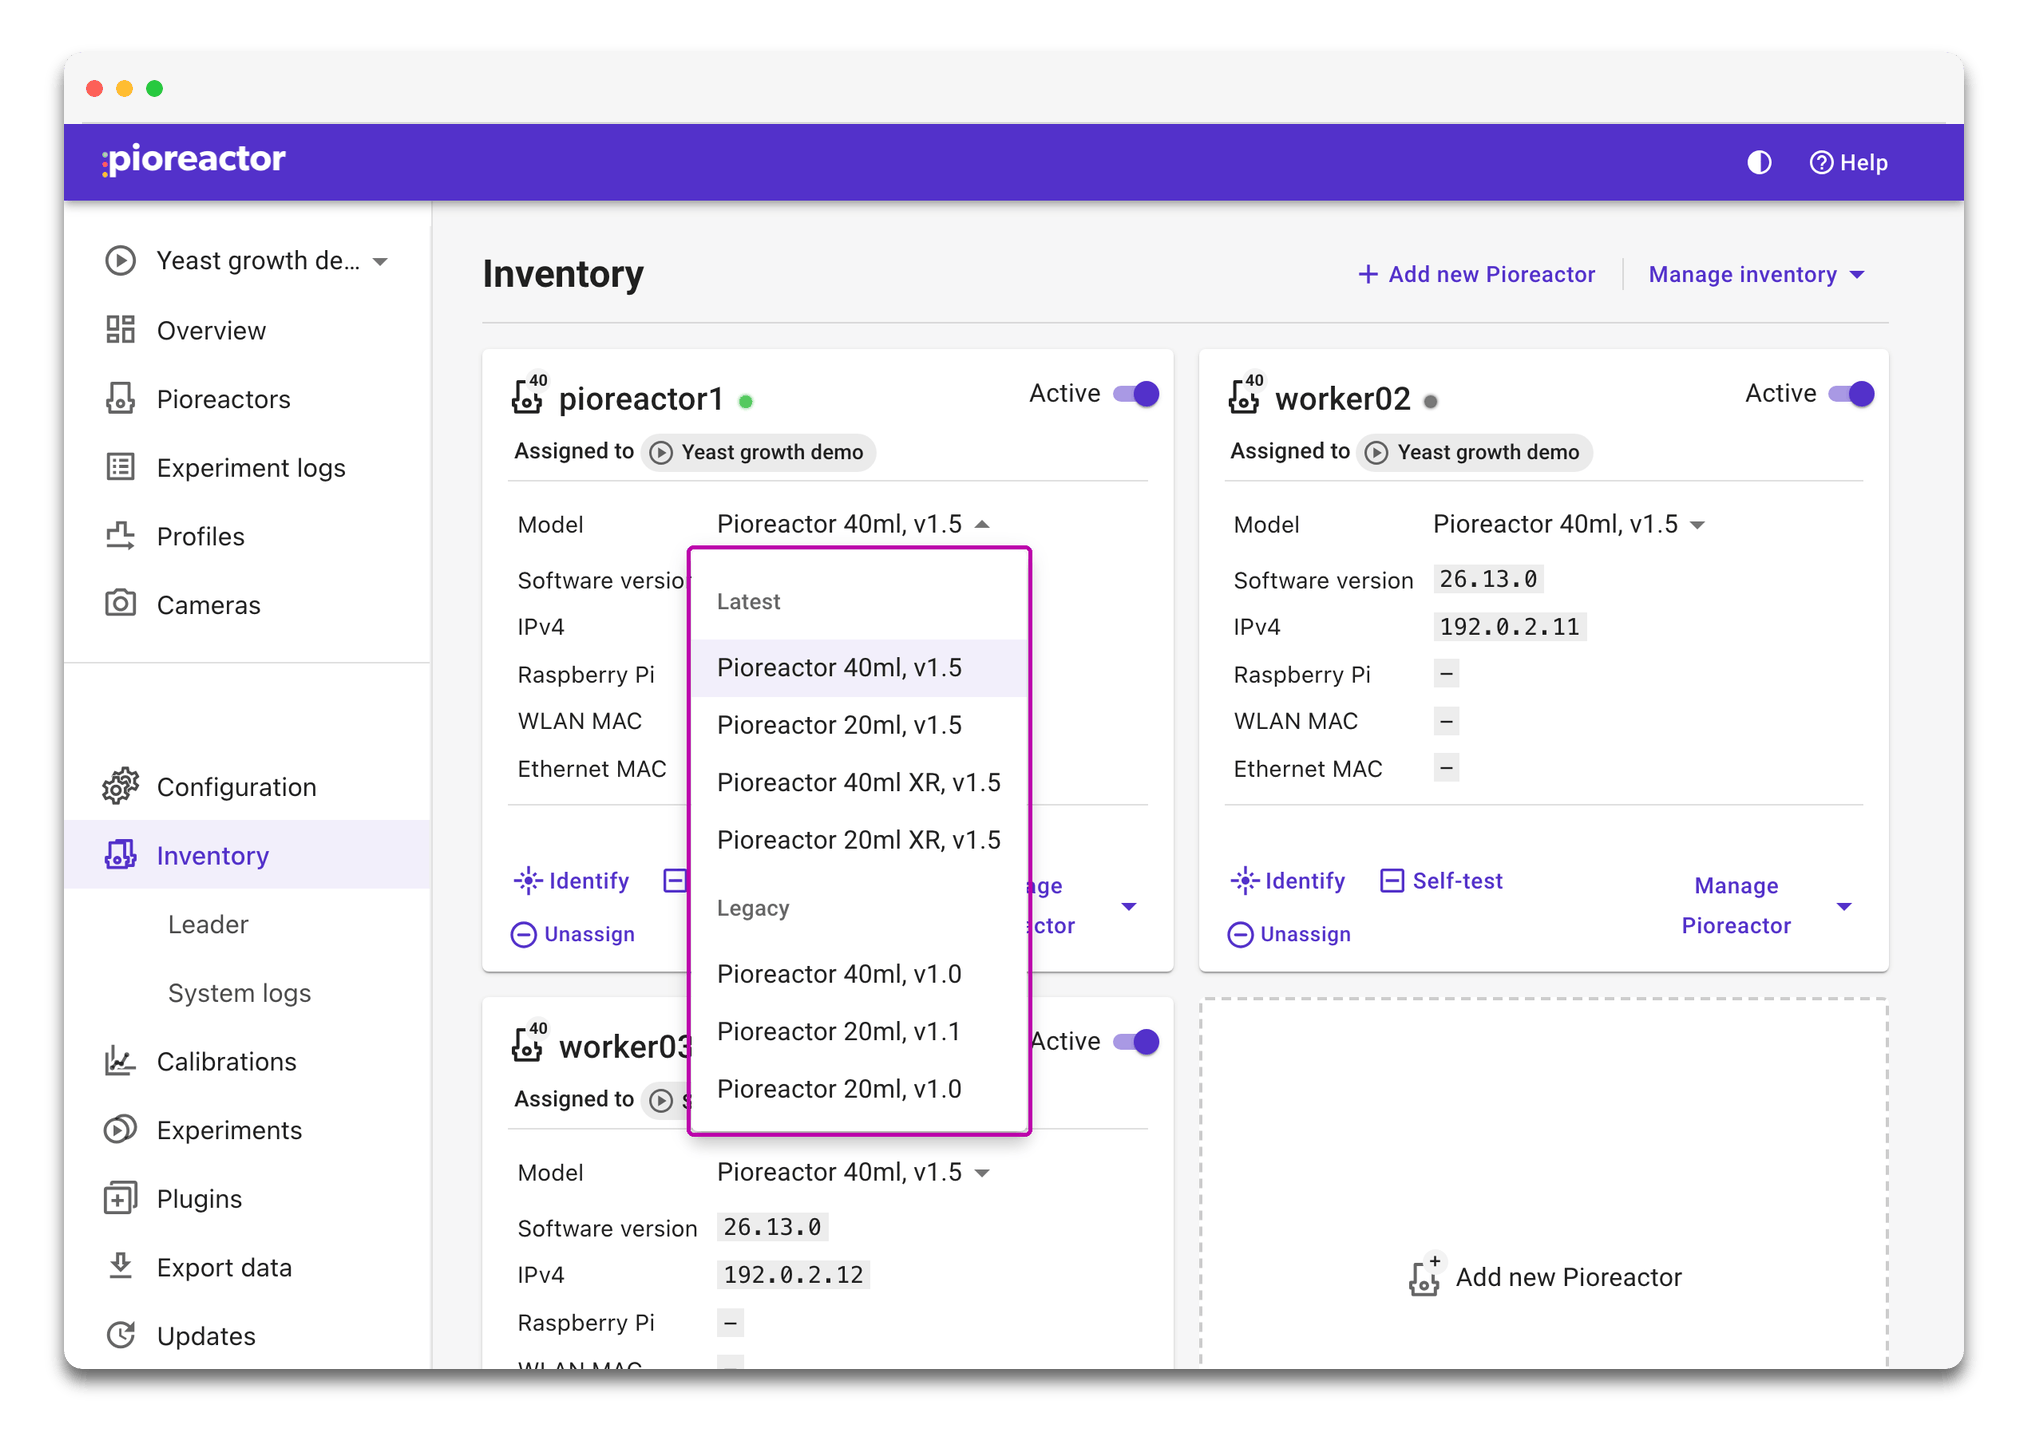 pioreactor
Help
Yeast growth de...
Overview
Pioreactors
Experiment logs
Profiles
Cameras
Configuration
Inventory
Leader
System logs
Calibrations
Experiments
Plugins
Export data
Updates
Inventory
+ Add new Pioreactor
Manage inventory
40
pioreactor1
Active
Assigned to Yeast growth demo
Model Pioreactor 40ml, v1.5
Software
IPv4
Raspberry Pi
WLAN MAC
Ethernet MAC
Identify
Unassign
Latest
Pioreactor 40ml, v1.5
Pioreactor 20ml, v1.5
Pioreactor 40ml XR, v1.5
Pioreactor 20ml XR, v1.5
Legacy
Pioreactor 40ml, v1.0
Pioreactor 20ml, v1.1
Pioreactor 20ml, v1.0
40
worker02
Active
Assigned to Yeast growth demo
Model Pioreactor 40ml, v1.5
Software version 26.13.0
IPv4 192.0.2.11
Raspberry Pi –
WLAN MAC –
Ethernet MAC –
Identify
Self-test
Manage
Pioreactor
Unassign
40
worker03
Active
Assigned to
Model Pioreactor 40ml, v1.5
Software version 26.13.0
IPv4 192.0.2.12
Raspberry Pi –
WLAN MAC
Add new Pioreactor